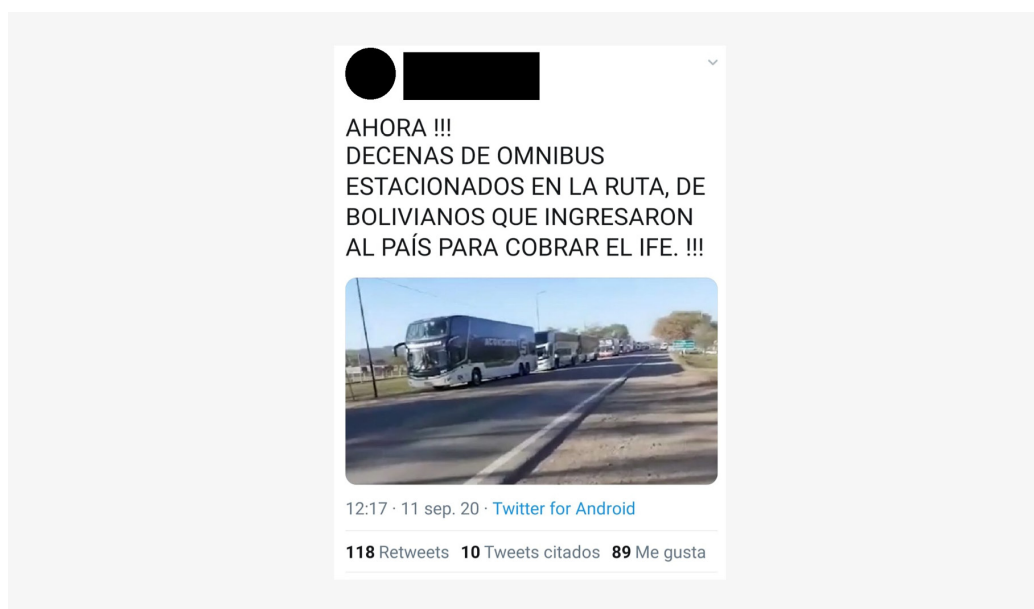 AHORA !!!
DECENAS DE OMNIBUS
ESTACIONADOS EN LA RUTA, DE
BOLIVIANOS QUE INGRESARON
AL PAÍS PARA COBRAR EL IFE. !!!
12:17 · 11 sep. 20 · Twitter for Android
118 Retweets 10 Tweets citados 89 Me gusta